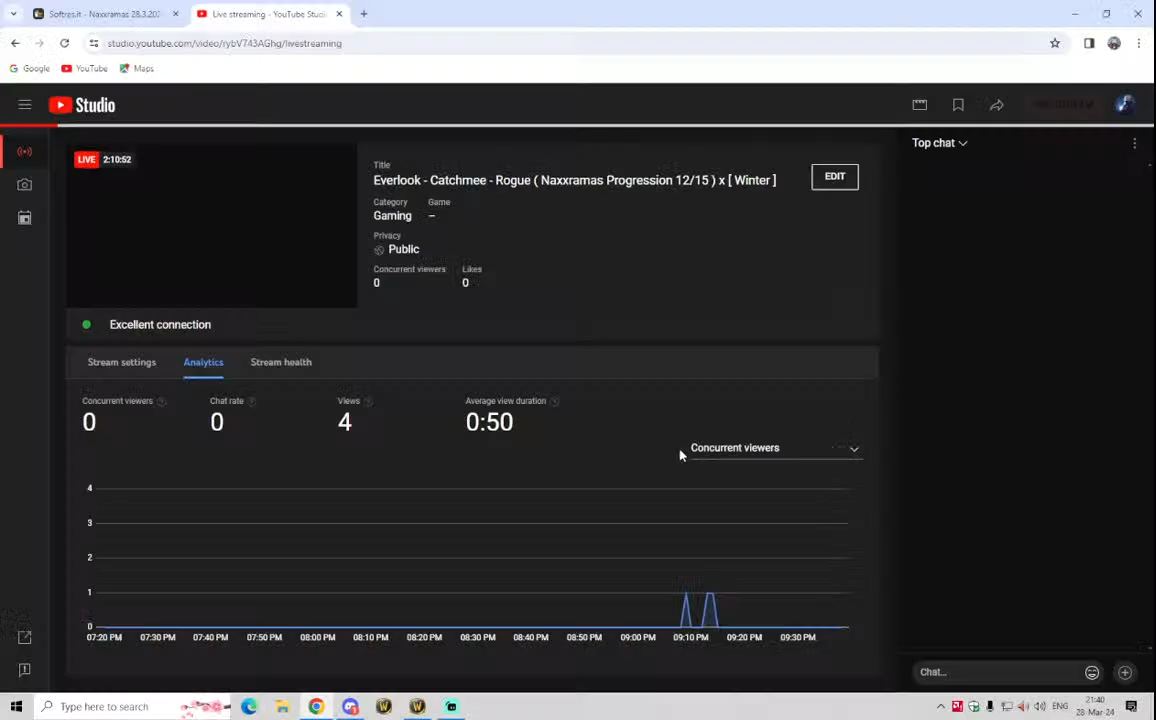 Softres.it - Naxxramas 28.3.202
Live streaming - YouTube Studio
studio.youtube.com/video/rybV743AGhg/livestreaming
Google YouTube Maps
Studio
LIVE 2:10:52
Title
Everlook - Catchmee - Rogue ( Naxxramas Progression 12/15 ) x [ Winter ]
EDIT
Category Game
Gaming –
Privacy
Public
Concurrent viewers Likes
0 0
Excellent connection
Top chat
Stream settings Analytics Stream health
Concurrent viewers Chat rate Views Average view duration
0 0 4 0:50
Concurrent viewers
4
3
2
1
0
07:20 PM 07:30 PM 07:40 PM 07:50 PM 08:00 PM 08:10 PM 08:20 PM 08:30 PM 08:40 PM 08:50 PM 09:00 PM 09:10 PM 09:20 PM 09:30 PM
Chat...
Type here to search
ENG
21:40
28-Mar-24